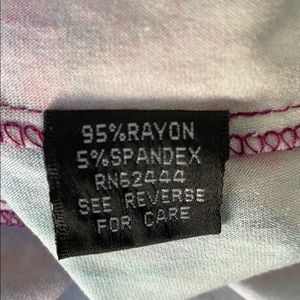 95%RAYON
5%SPANDEX
RN62444
SEE REVERSE
FOR CARE